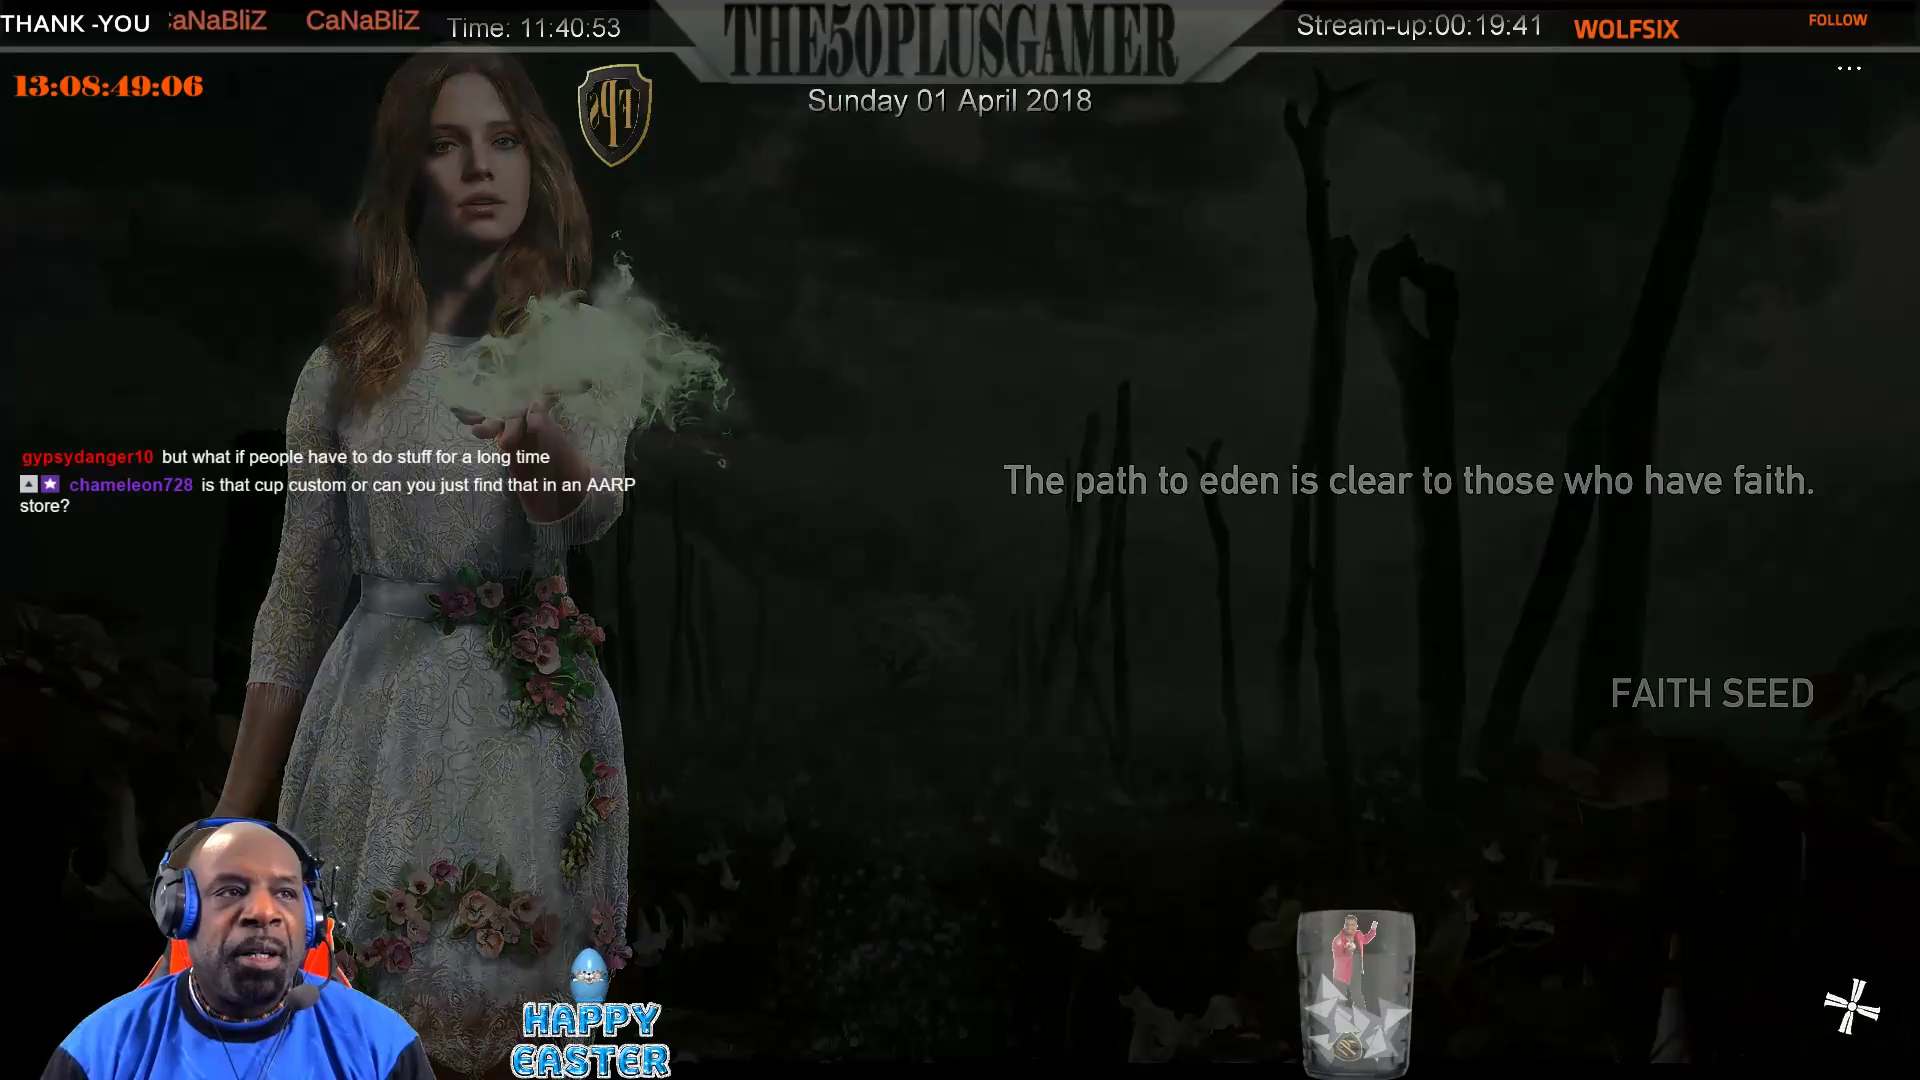 THANK -YOU
CaNaBliZ
CaNaBliZ
Time: 11:40:53
THE50PLUSGAMER
Stream-up:00:19:41
WOLFSIX
FOLLOW
13:08:49:06
Sunday 01 April 2018
...
gypsydanger10 but what if people have to do stuff for a long time
chameleon728 is that cup custom or can you just find that in an AARP
store?
The path to eden is clear to those who have faith.
FAITH SEED
HAPPY
EASTER